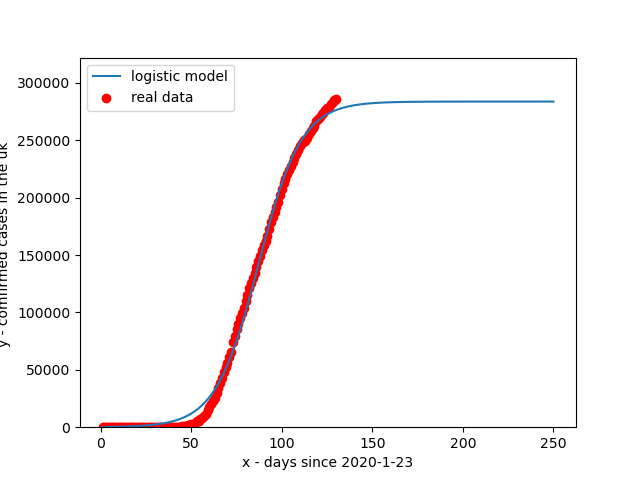 logistic model
real data
300000
250000
200000
150000
100000
50000
0
y - comfirmed cases in the uk
0 50 100 150 200 250
x - days since 2020-1-23